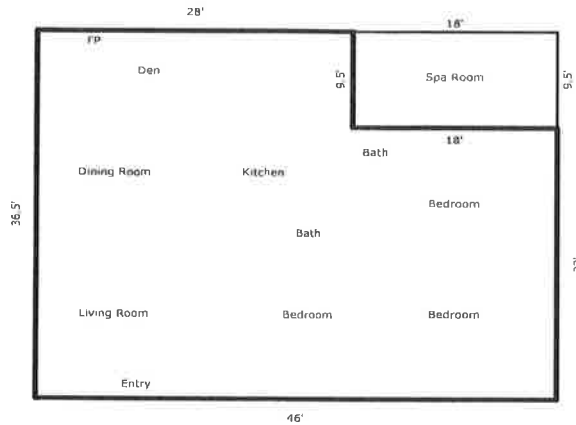 28'
18'
FP
Den
9.5'
Spa Room
9.5'
18'
Bath
Dining Room
Kitchen
Bedroom
36.5'
Bath
Living Room
Bedroom
Bedroom
Entry
46'